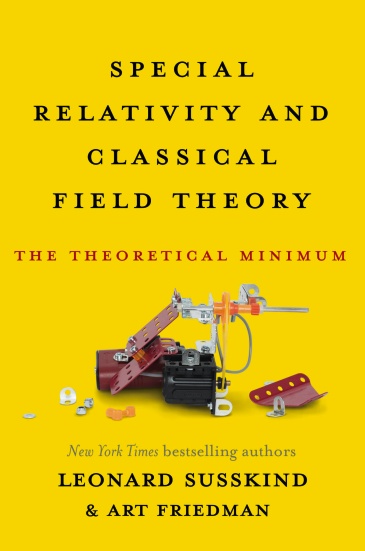 SPECIAL
RELATIVITY AND
CLASSICAL
FIELD THEORY
THE THEORETICAL MINIMUM
New York Times bestselling authors
LEONARD SUSSKIND
& ART FRIEDMAN